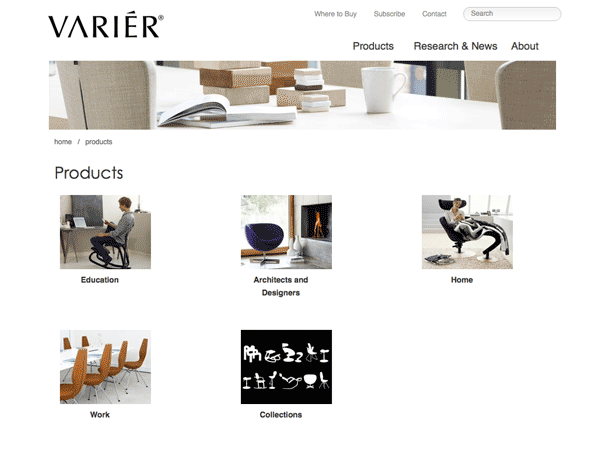 VARIÉR®
Where to Buy Subscribe Contact Search
Products Research & News About
home / products
Products
Education
Architects and
Designers
Home
Work
Collections